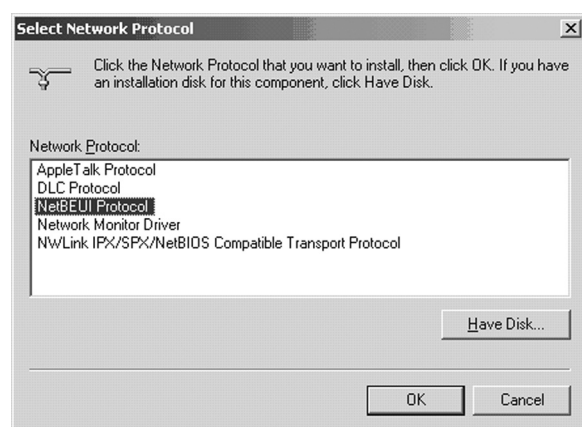 Select Network Protocol
Click the Network Protocol that you want to install, then click OK. If you have
an installation disk for this component, click Have Disk.
Network Protocol:
AppleTalk Protocol
DLC Protocol
NetBEUI Protocol
Network Monitor Driver
NWLink IPX/SPX/NetBIOS Compatible Transport Protocol
Have Disk...
OK Cancel